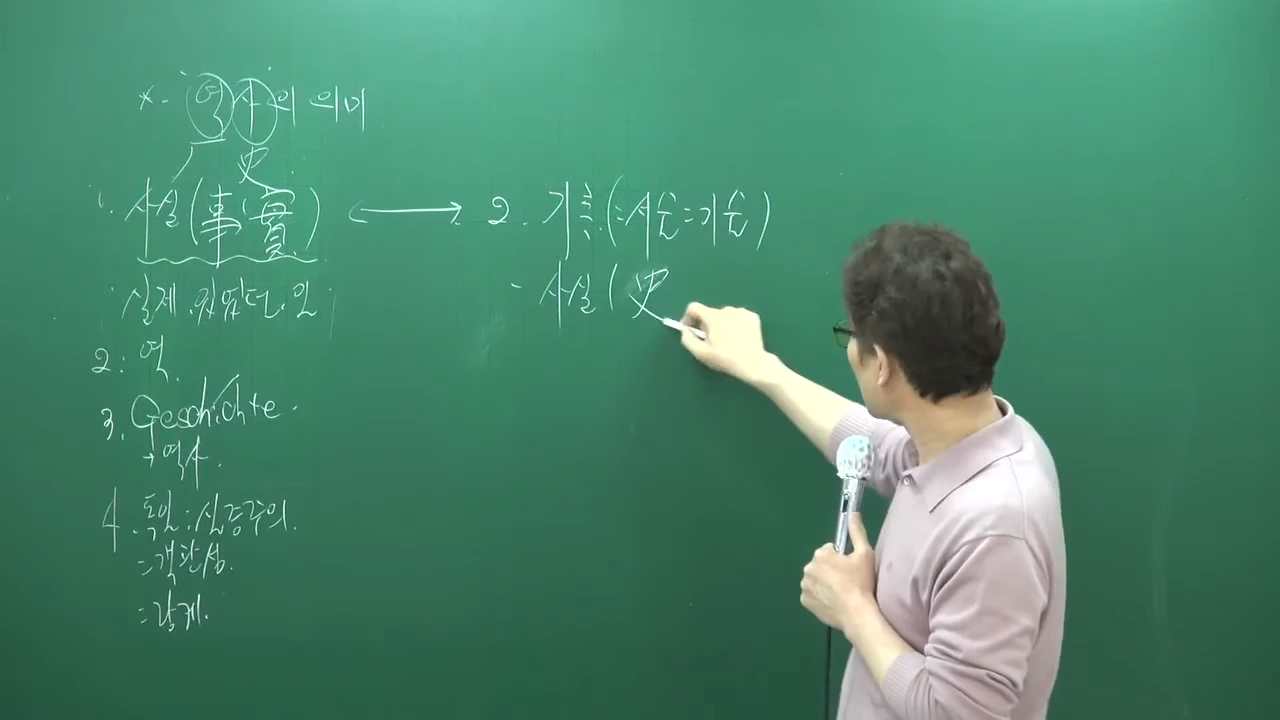 *- 역사의 의미
史
1. 사실(事實)
실제 있었던 일
2. 역
3. Geschichte.
→ 역사.
4. 독일 : 실증주의.
= 객관성.
= 랑케.
↔ 2. 기록(=서술=기술)
- 사실(史